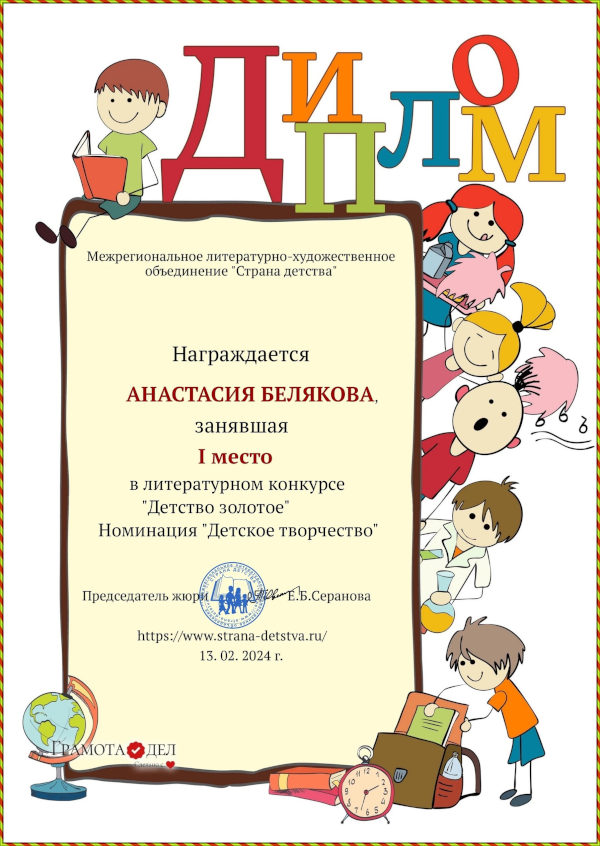 ДИПЛОМ
Межрегиональное литературно-художественное
объединение "Страна детства"
Награждается
АНАСТАСИЯ БЕЛЯКОВА,
занявшая
I место
в литературном конкурсе
"Детство золотое"
Номинация "Детское творчество"
Председатель жюри Е.Б.Серанова
https://www.strana-detstva.ru/
13. 02. 2024 г.
ГРАМОТА ДЕЛ